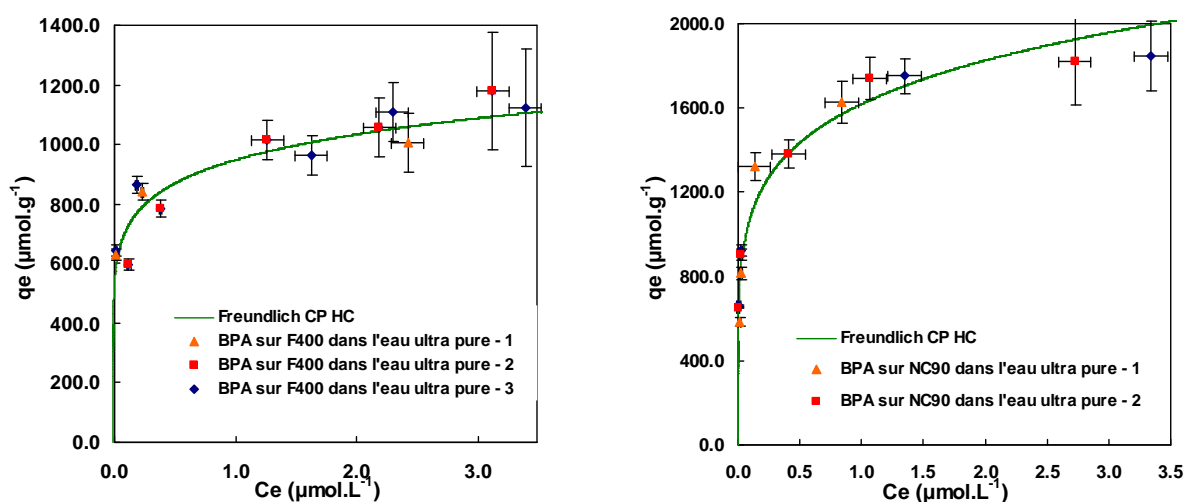 1400.0
1200.0
1000.0
800.0
600.0
400.0
200.0
0.0
qe (µmol.g-1)
Freundlich CP HC
BPA sur F400 dans l'eau ultra pure - 1
BPA sur F400 dans l'eau ultra pure - 2
BPA sur F400 dans l'eau ultra pure - 3
0.0 1.0 2.0 3.0
Ce (µmol.L-1)
2000.0
1600.0
1200.0
800.0
400.0
0.0
qe (µmol.g-1)
Freundlich CP HC
BPA sur NC90 dans l'eau ultra pure - 1
BPA sur NC90 dans l'eau ultra pure - 2
0.0 0.5 1.0 1.5 2.0 2.5 3.0 3.5
Ce (µmol.L-1)